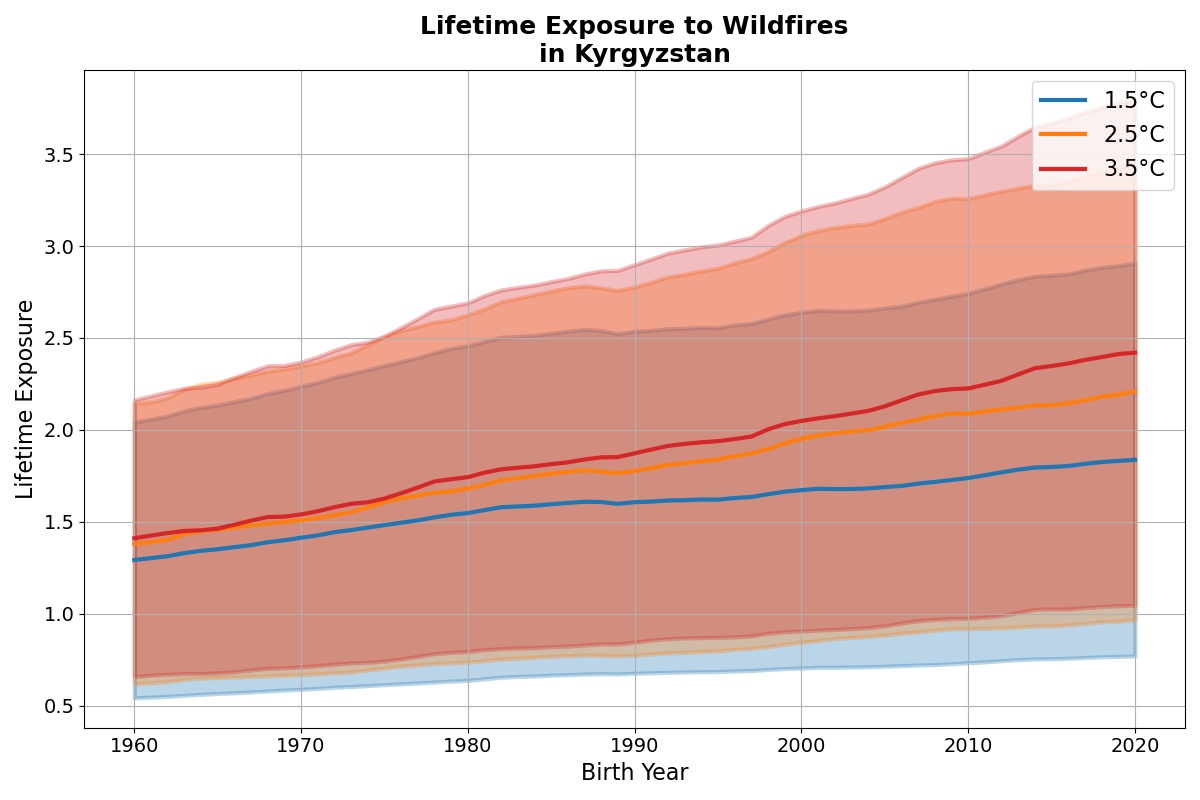 Lifetime Exposure to Wildfires
in Kyrgyzstan
1.5°C
2.5°C
3.5°C
Lifetime Exposure
3.5
3.0
2.5
2.0
1.5
1.0
0.5
1960 1970 1980 1990 2000 2010 2020
Birth Year